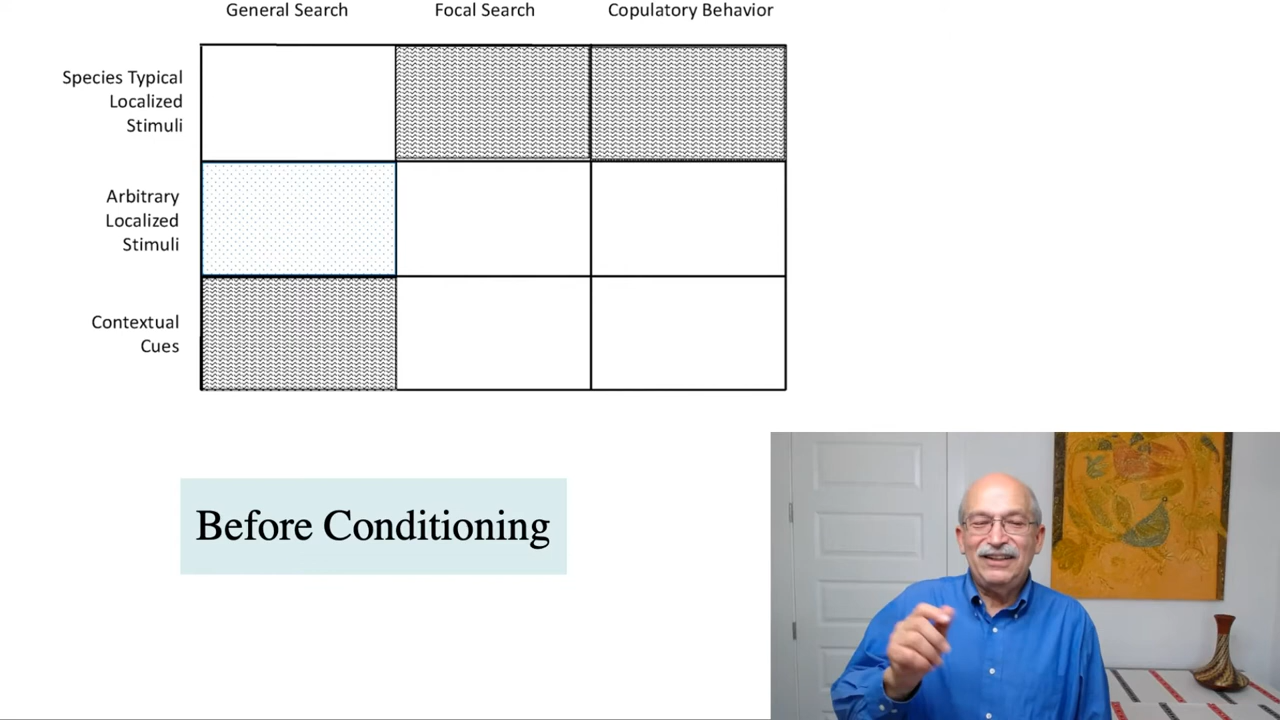 General Search Focal Search Copulatory Behavior
Species Typical
Localized
Stimuli
Arbitrary
Localized
Stimuli
Contextual
Cues
Before Conditioning